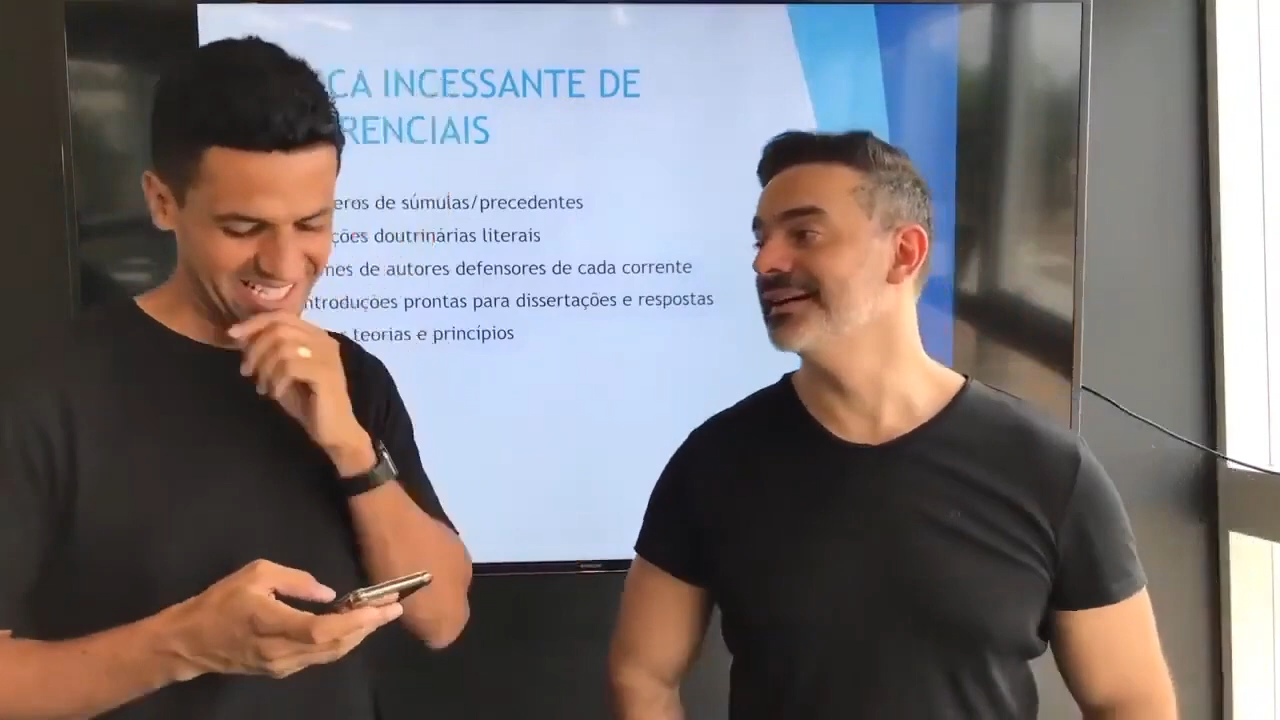 CA INCESSANTE DE
RENCIAIS
eros de súmulas/precedentes
ções doutrinárias literais
mes de autores defensores de cada corrente
ntroduções prontas para dissertações e respostas
teorias e princípios